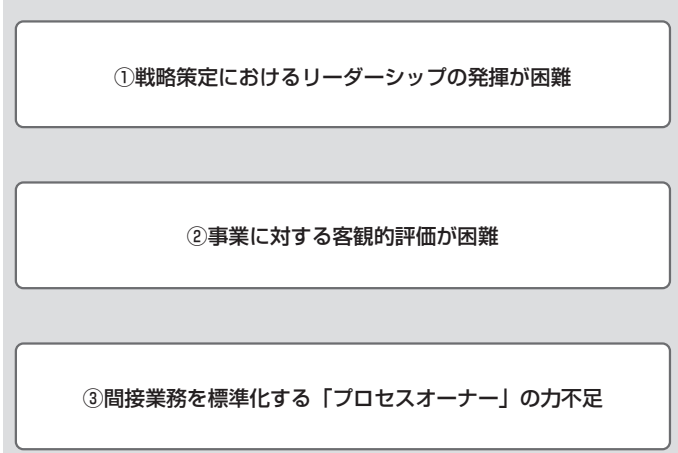 ①戦略策定におけるリーダーシップの発揮が困難
②事業に対する客観的評価が困難
③間接業務を標準化する「プロセスオーナー」の力不足